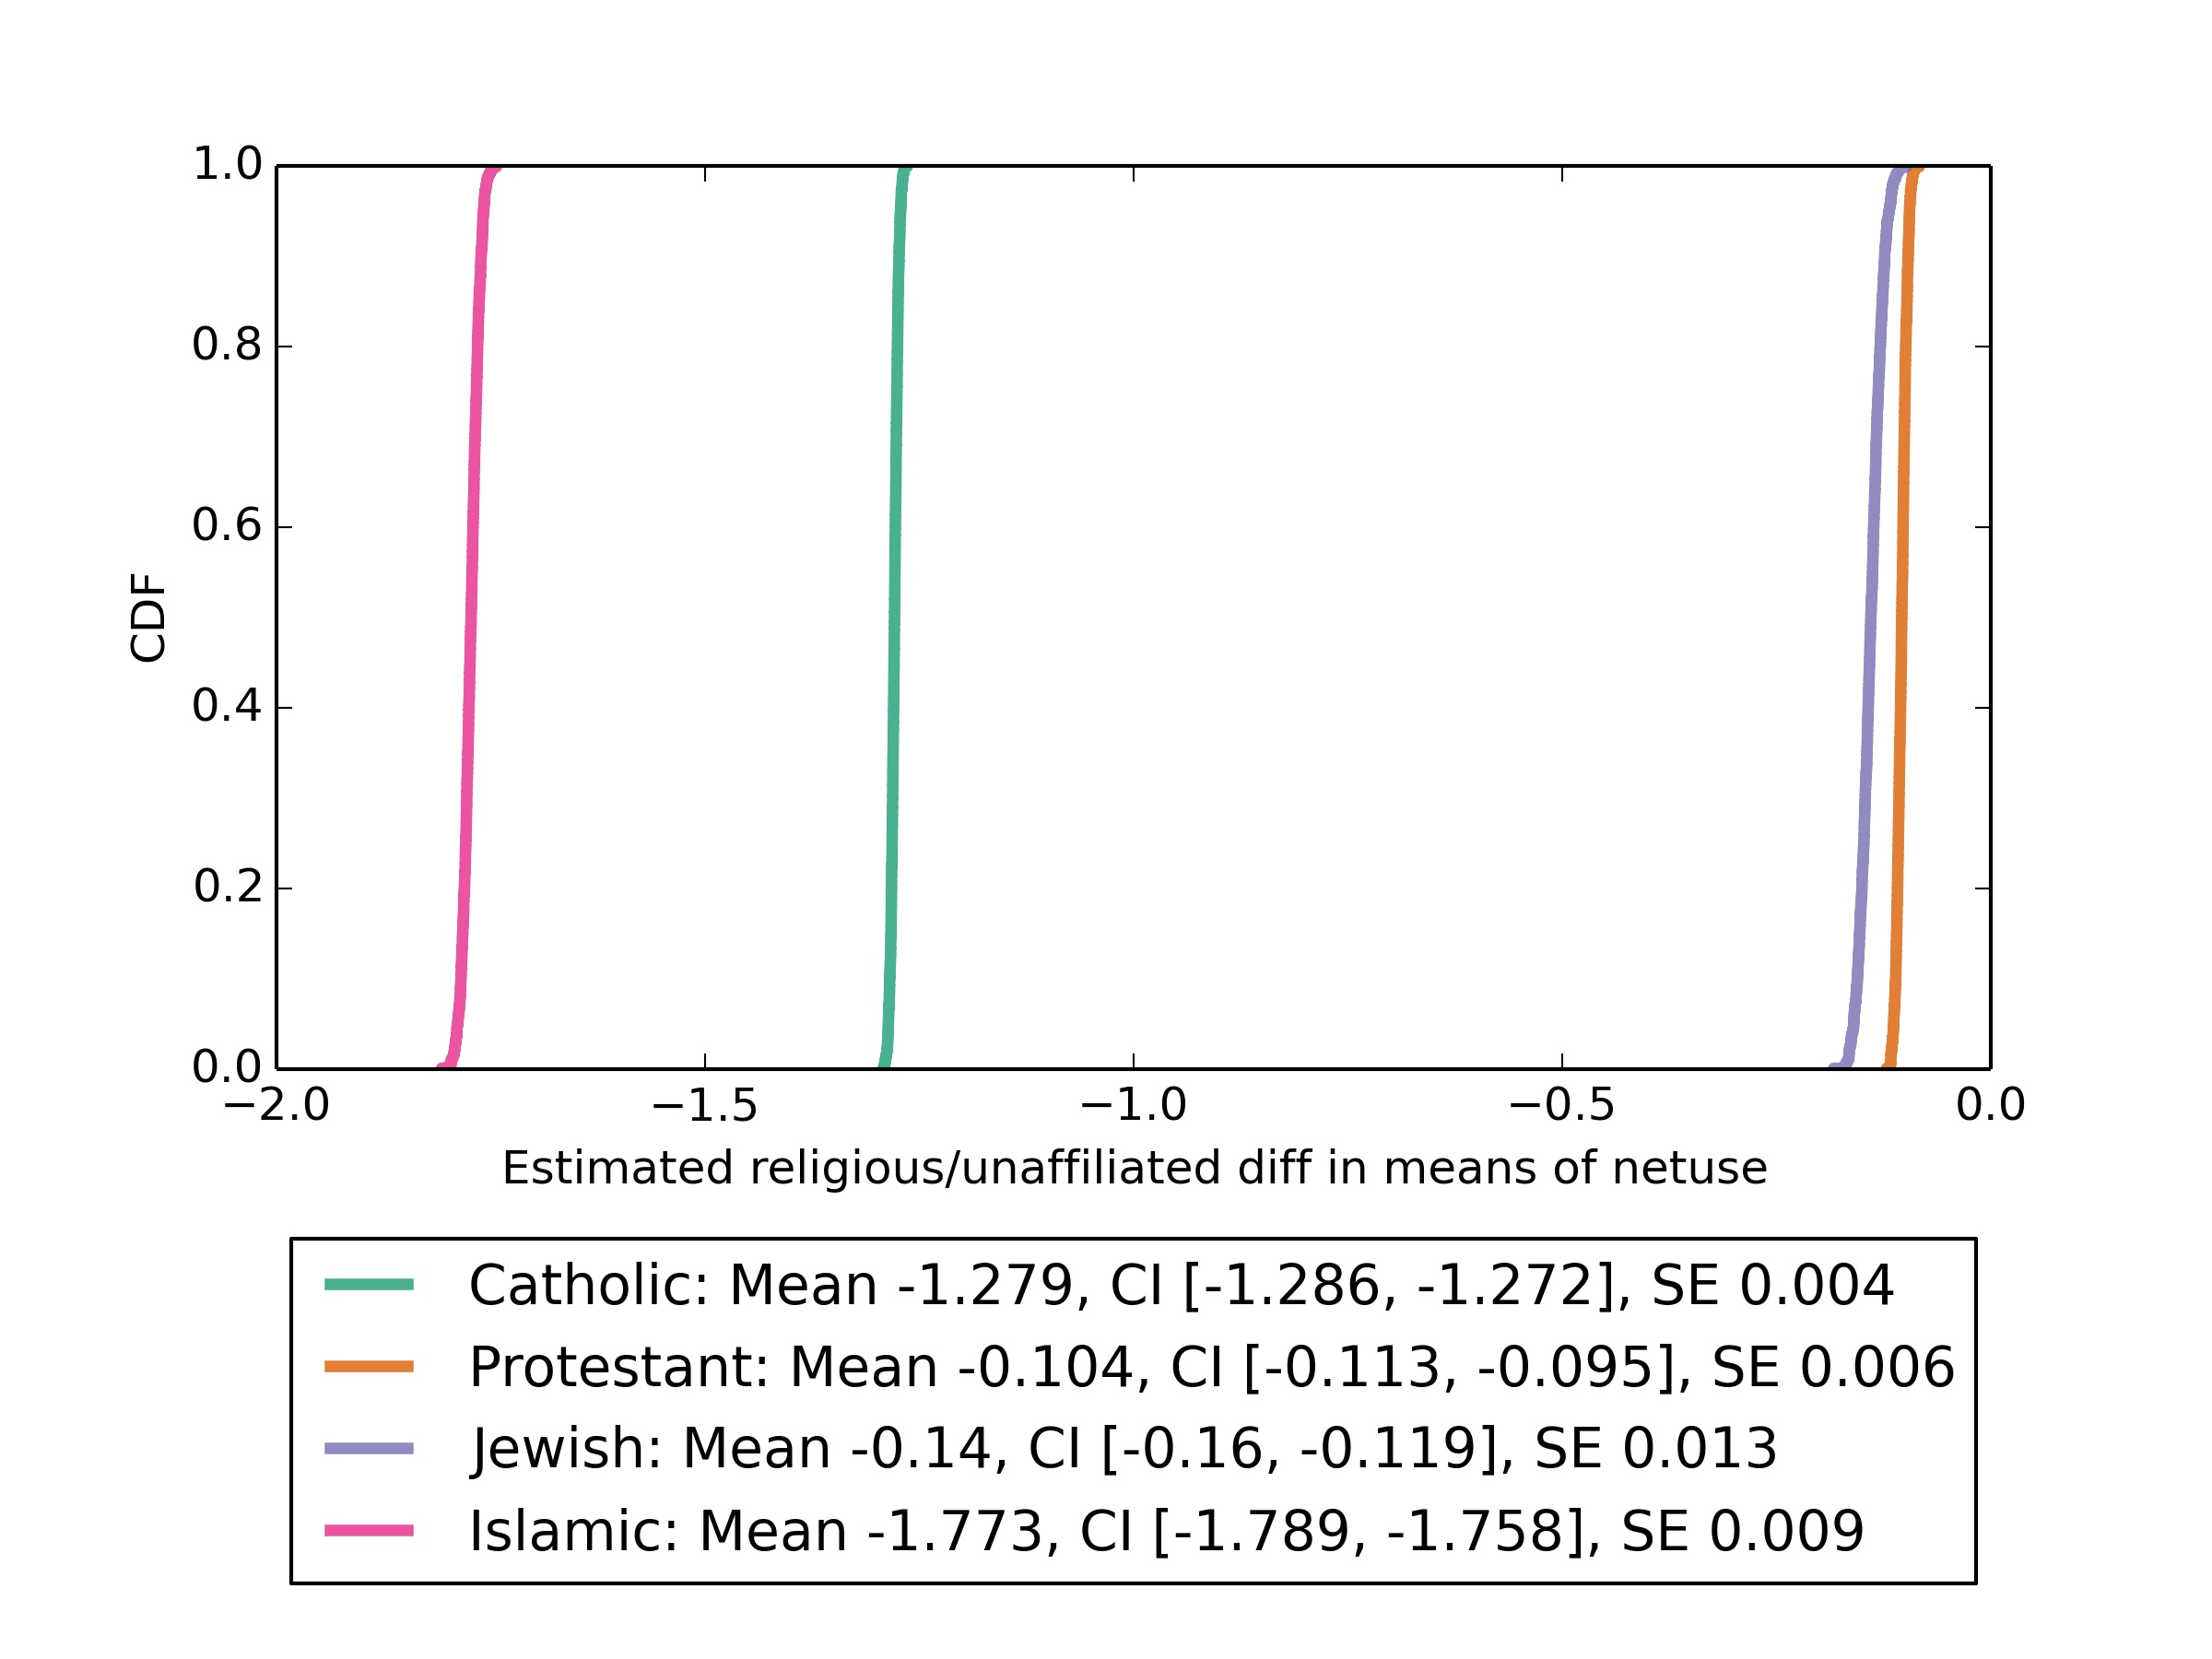 1.0
0.8
0.6
0.4
0.2
0.0
CDF
−2.0 −1.5 −1.0 −0.5 0.0
Estimated religious/unaffiliated diff in means of netuse
Catholic: Mean -1.279, CI [-1.286, -1.272], SE 0.004
Protestant: Mean -0.104, CI [-0.113, -0.095], SE 0.006
Jewish: Mean -0.14, CI [-0.16, -0.119], SE 0.013
Islamic: Mean -1.773, CI [-1.789, -1.758], SE 0.009